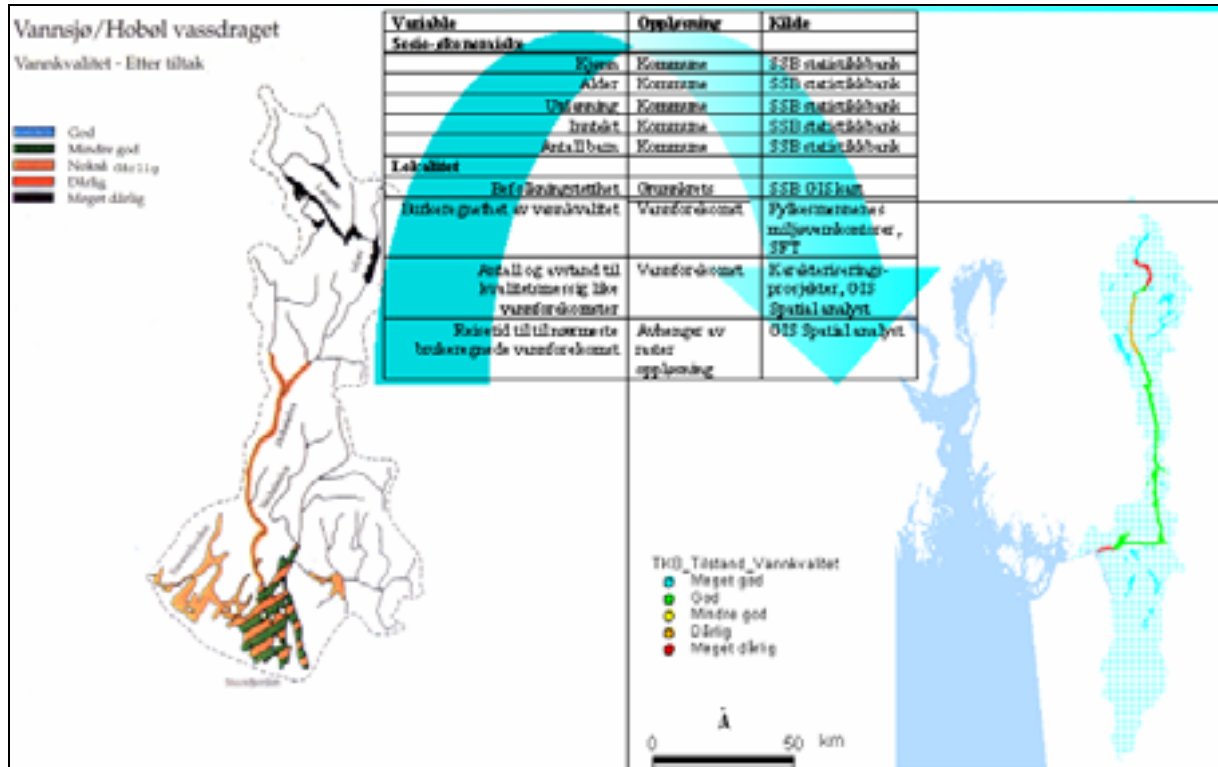 Vannsjø/Hobøl vassdraget
Vannkvalitet - Etter tiltak
God
Mindre god
Nokså dårlig
Dårlig
Meget dårlig
Variable Oppløsning Kilde
Sosio-økonomiske
Kjønn Kommune SSB statistikkbank
Alder Kommune SSB statistikkbank
Utdanning Kommune SSB statistikkbank
Inntekt Kommune SSB statistikkbank
Antall barn Kommune SSB statistikkbank
Lokalitet
Befolkningstetthet Grunnkrets SSB GIS kart
Brukeregnethet av vannkvalitet Vannforekomst Fylkesmennenes
miljøvernkontorer,
SFT
Antall og avstand til Vannforekomst Karakteriserings-
kvalitetsmessig like prosjekter, GIS
vannforekomster Spatial analyst
Reisetid til til nærmeste Avhenger av GIS Spatial analyst
brukeregnede vannforekomst raster
oppløsning
TKB_Tilstand_Vannkvalitet
Meget god
God
Mindre god
Dårlig
Meget dårlig
0 50 km